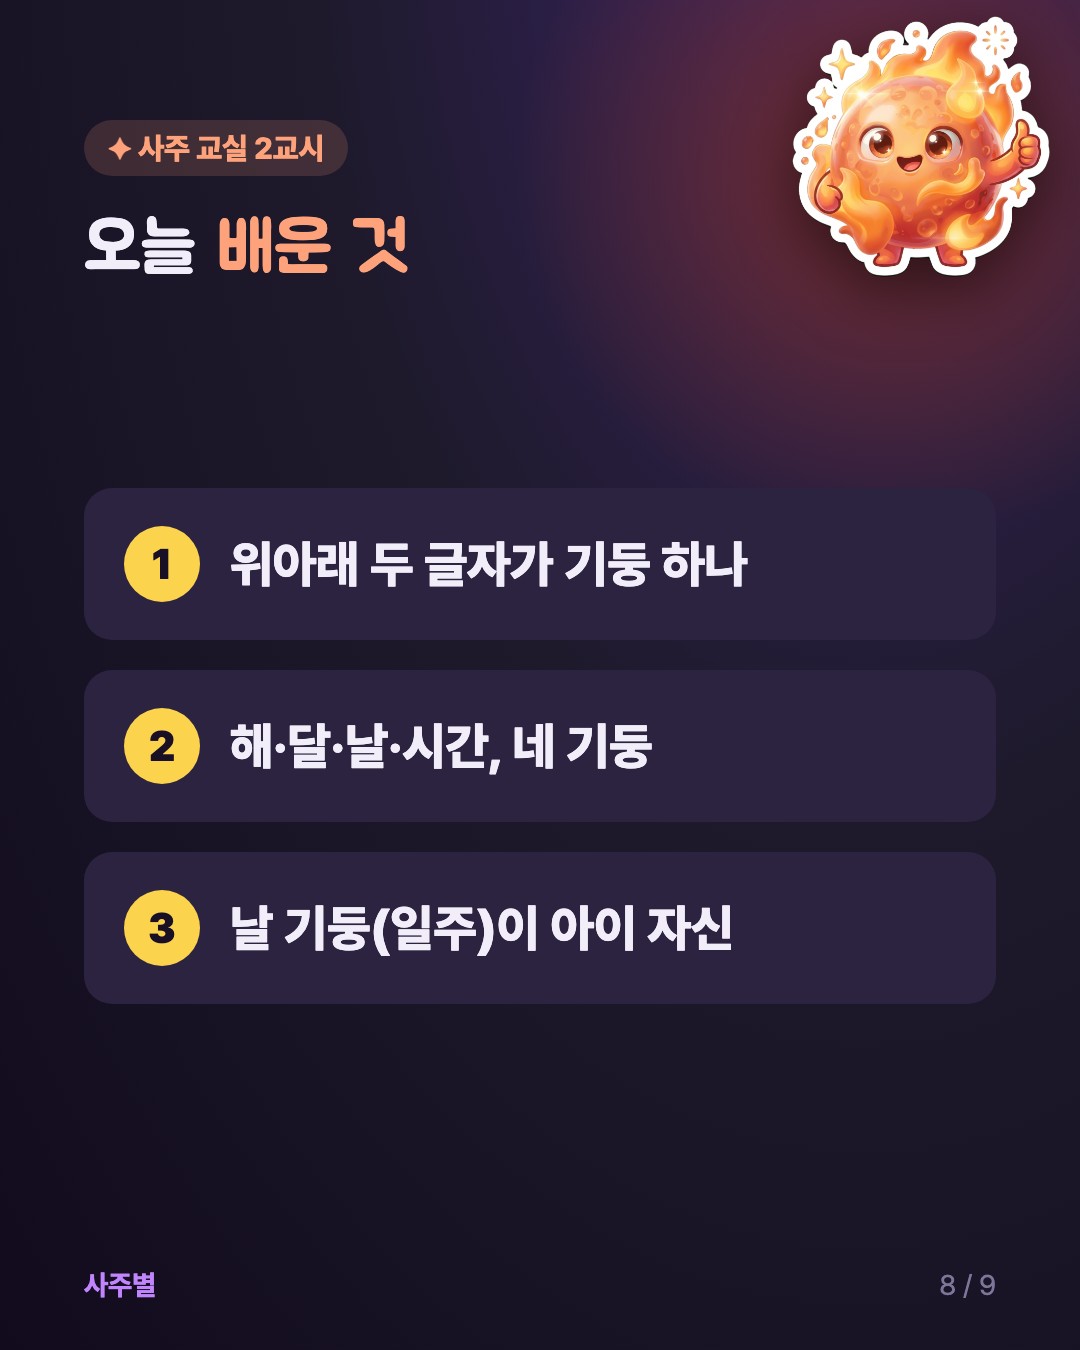 ✦ 사주 교실 2교시
오늘 배운 것
1 위아래 두 글자가 기둥 하나
2 해·달·날·시간, 네 기둥
3 날 기둥(일주)이 아이 자신
사주별
8 / 9